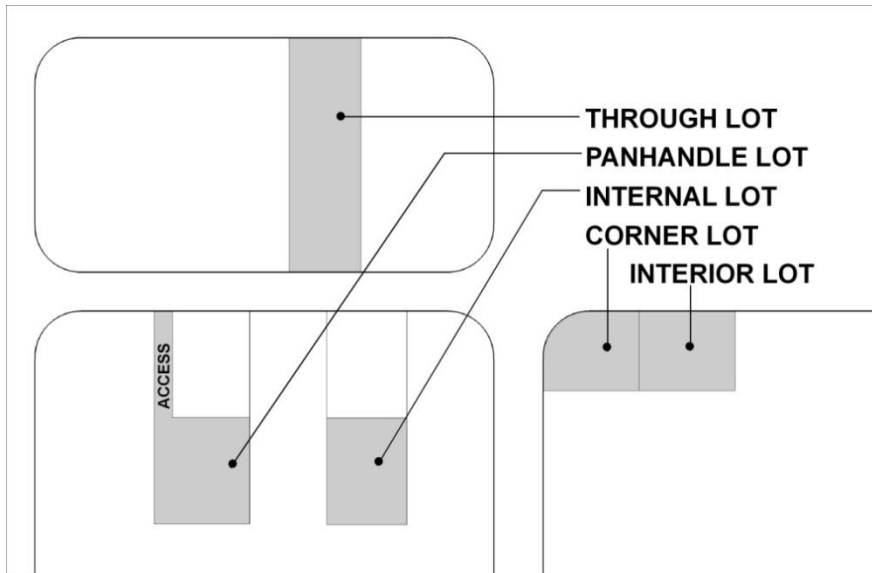 THROUGH LOT
PANHANDLE LOT
INTERNAL LOT
CORNER LOT
INTERIOR LOT
ACCESS